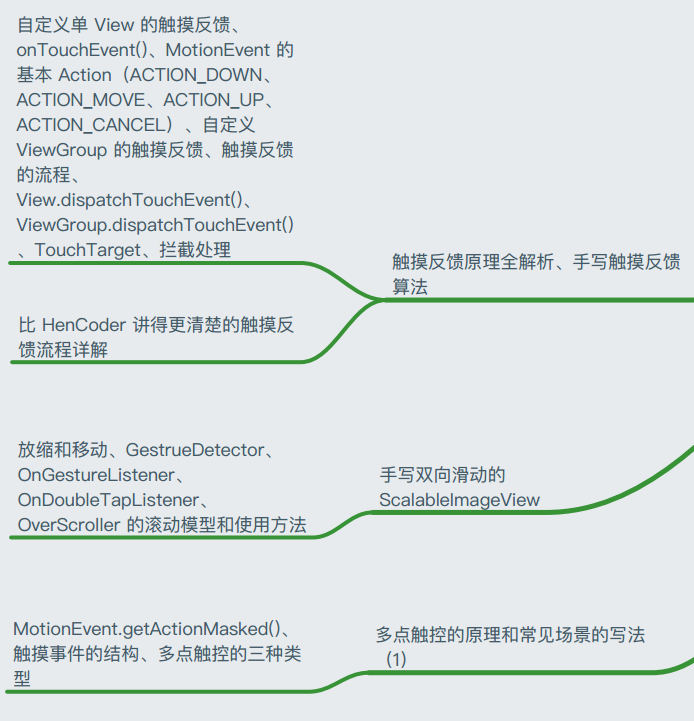 自定义单 View 的触摸反馈、
onTouchEvent()、MotionEvent 的
基本 Action（ACTION_DOWN、
ACTION_MOVE、ACTION_UP、
ACTION_CANCEL）、自定义
ViewGroup 的触摸反馈、触摸反馈
的流程、
View.dispatchTouchEvent()、
ViewGroup.dispatchTouchEvent()
、TouchTarget、拦截处理
触摸反馈原理全解析、手写触摸反馈
算法
比 HenCoder 讲得更清楚的触摸反
馈流程详解
放缩和移动、GestrueDetector、
OnGestureListener、
OnDoubleTapListener、
OverScroller 的滚动模型和使用方法
手写双向滑动的
ScalableImageView
MotionEvent.getActionMasked()、
触摸事件的结构、多点触控的三种类
型
多点触控的原理和常见场景的写法
（1）